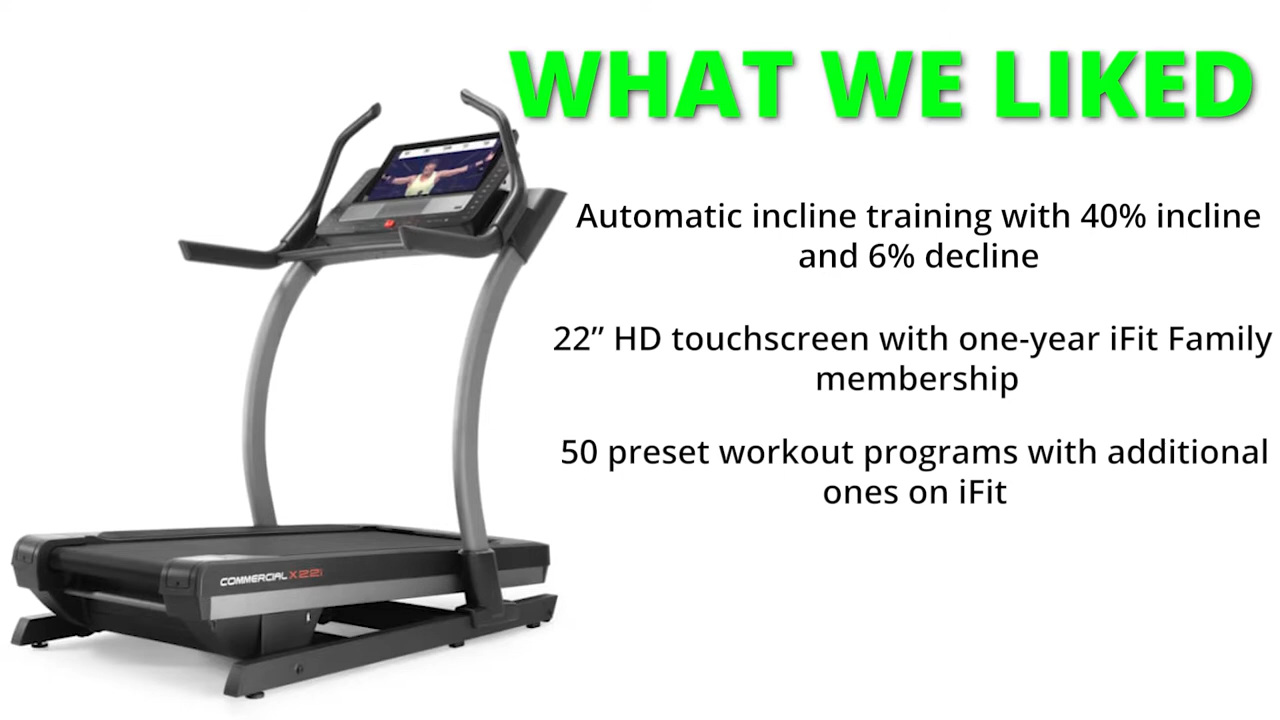 WHAT WE LIKED
Automatic incline training with 40% incline
and 6% decline
22” HD touchscreen with one-year iFit Family
membership
50 preset workout programs with additional
ones on iFit
COMMERCIAL X22i